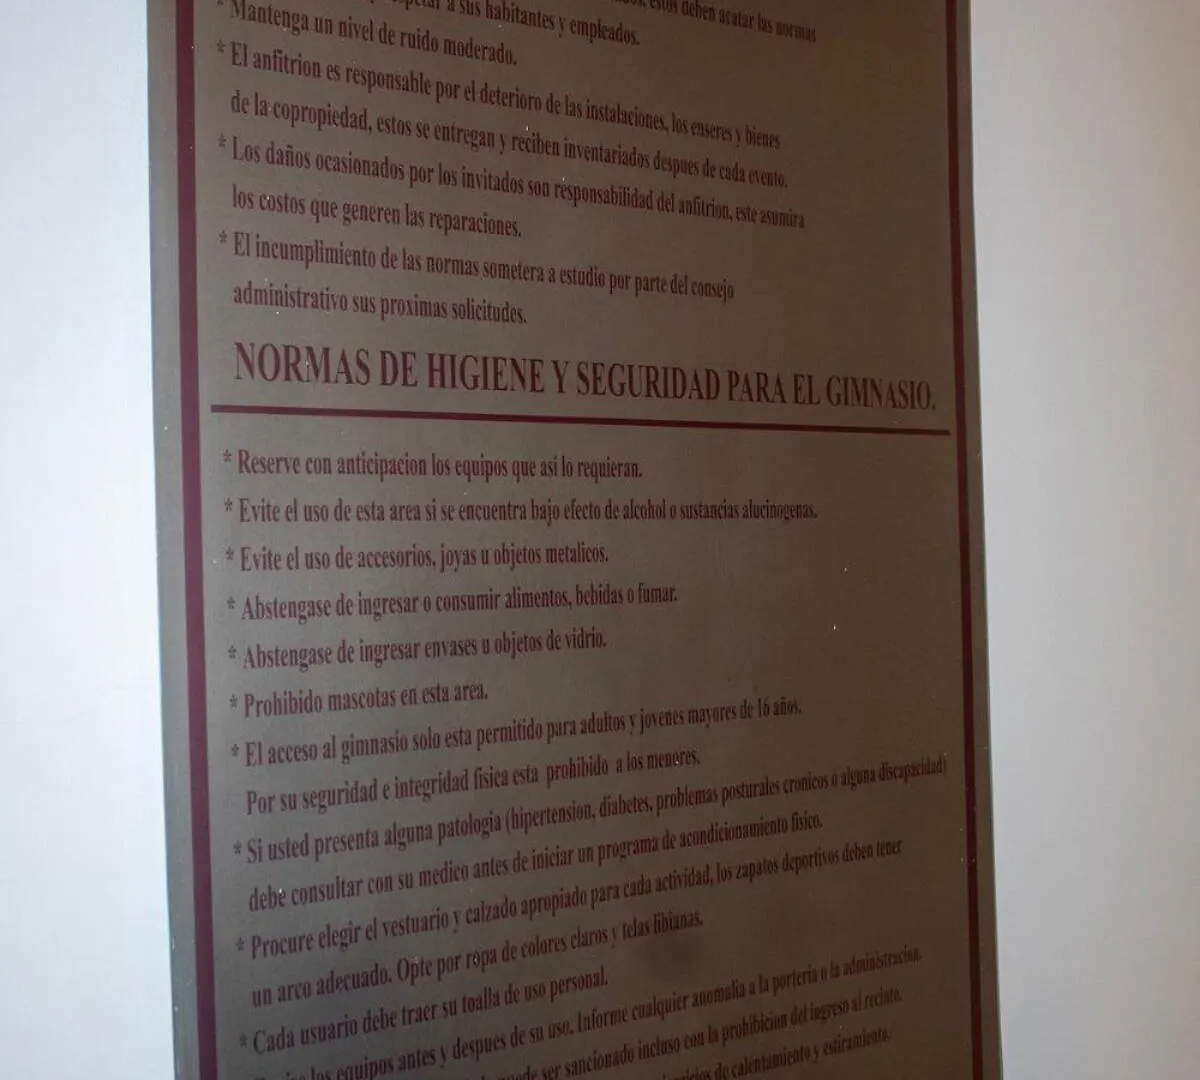 estos deben acatar las normas
a sus habitantes y empleados.
* Mantenga un nivel de ruido moderado.
* El anfitrion es responsable por el deterioro de las instalaciones, los enseres y bienes
de la copropiedad, estos se entregan y reciben inventariados despues de cada evento.
* Los daños ocasionados por los invitados son responsabilidad del anfitrion, este asumira
los costos que generen las reparaciones.
* El incumplimiento de las normas sometera a estudio por parte del consejo
administrativo sus proximas solicitudes.
NORMAS DE HIGIENE Y SEGURIDAD PARA EL GIMNASIO.
* Reserve con anticipacion los equipos que así lo requieran.
* Evite el uso de esta area si se encuentra bajo efecto de alcohol o sustancias alucinogenas.
* Evite el uso de accesorios, joyas u objetos metalicos.
* Abstengase de ingresar o consumir alimentos, bebidas o fumar.
* Abstengase de ingresar envases u objetos de vidrio.
* Prohibido mascotas en esta area.
* El acceso al gimnasio solo esta permitido para adultos y jovenes mayores de 16 años.
Por su seguridad e integridad fisica esta prohibido a los menores.
* Si usted presenta alguna patologia (hipertension, diabetes, problemas posturales cronicos o alguna discapacidad)
debe consultar con su medico antes de iniciar un programa de acondicionamiento fisico.
* Procure elegir el vestuario y calzado apropiado para cada actividad, los zapatos deportivos deben tener
un arco adecuado. Opte por ropa de colores claros y telas libianas.
* Cada usuario debe traer su toalla de uso personal.
los equipos antes y despues de su uso. Informe cualquier anomalia a la porteria o la administracion.
ser sancionado incluso con la prohibicion del ingreso al recinto.
de calentamiento y estiramiento.